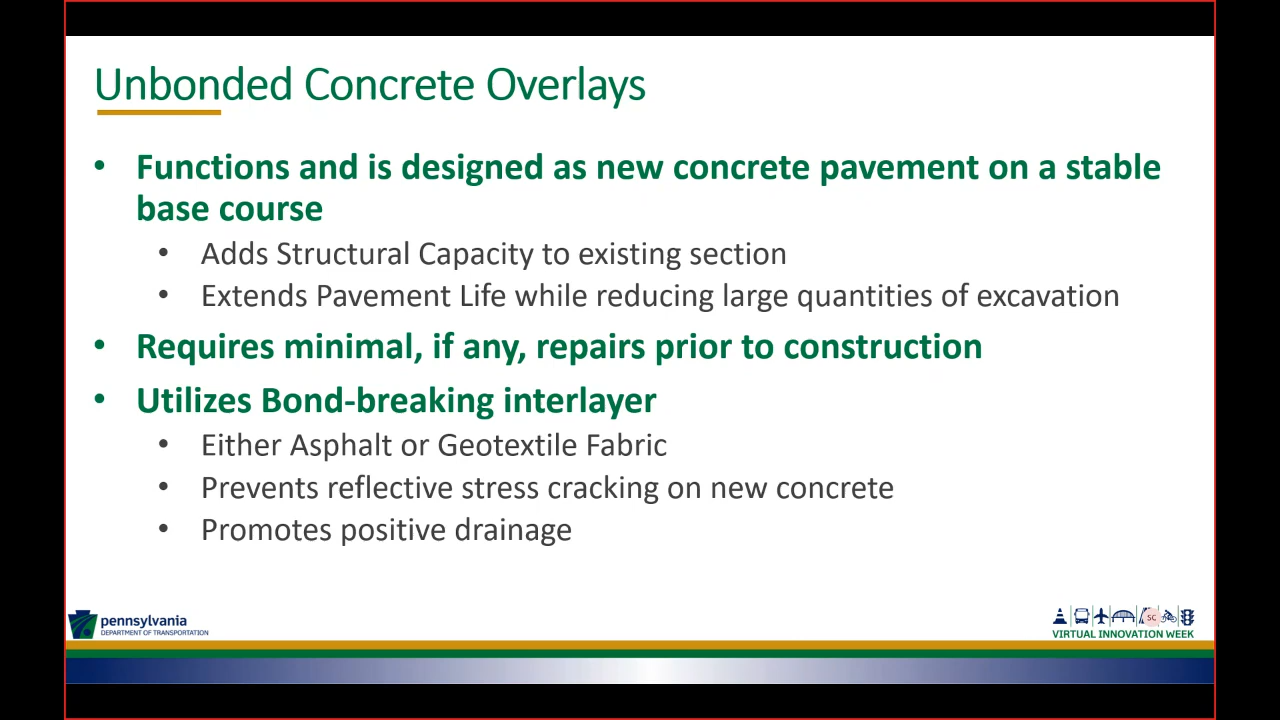 Unbonded Concrete Overlays
• Functions and is designed as new concrete pavement on a stable
base course
• Adds Structural Capacity to existing section
• Extends Pavement Life while reducing large quantities of excavation
• Requires minimal, if any, repairs prior to construction
• Utilizes Bond-breaking interlayer
• Either Asphalt or Geotextile Fabric
• Prevents reflective stress cracking on new concrete
• Promotes positive drainage
pennsylvania
DEPARTMENT OF TRANSPORTATION
SC
VIRTUAL INNOVATION WEEK